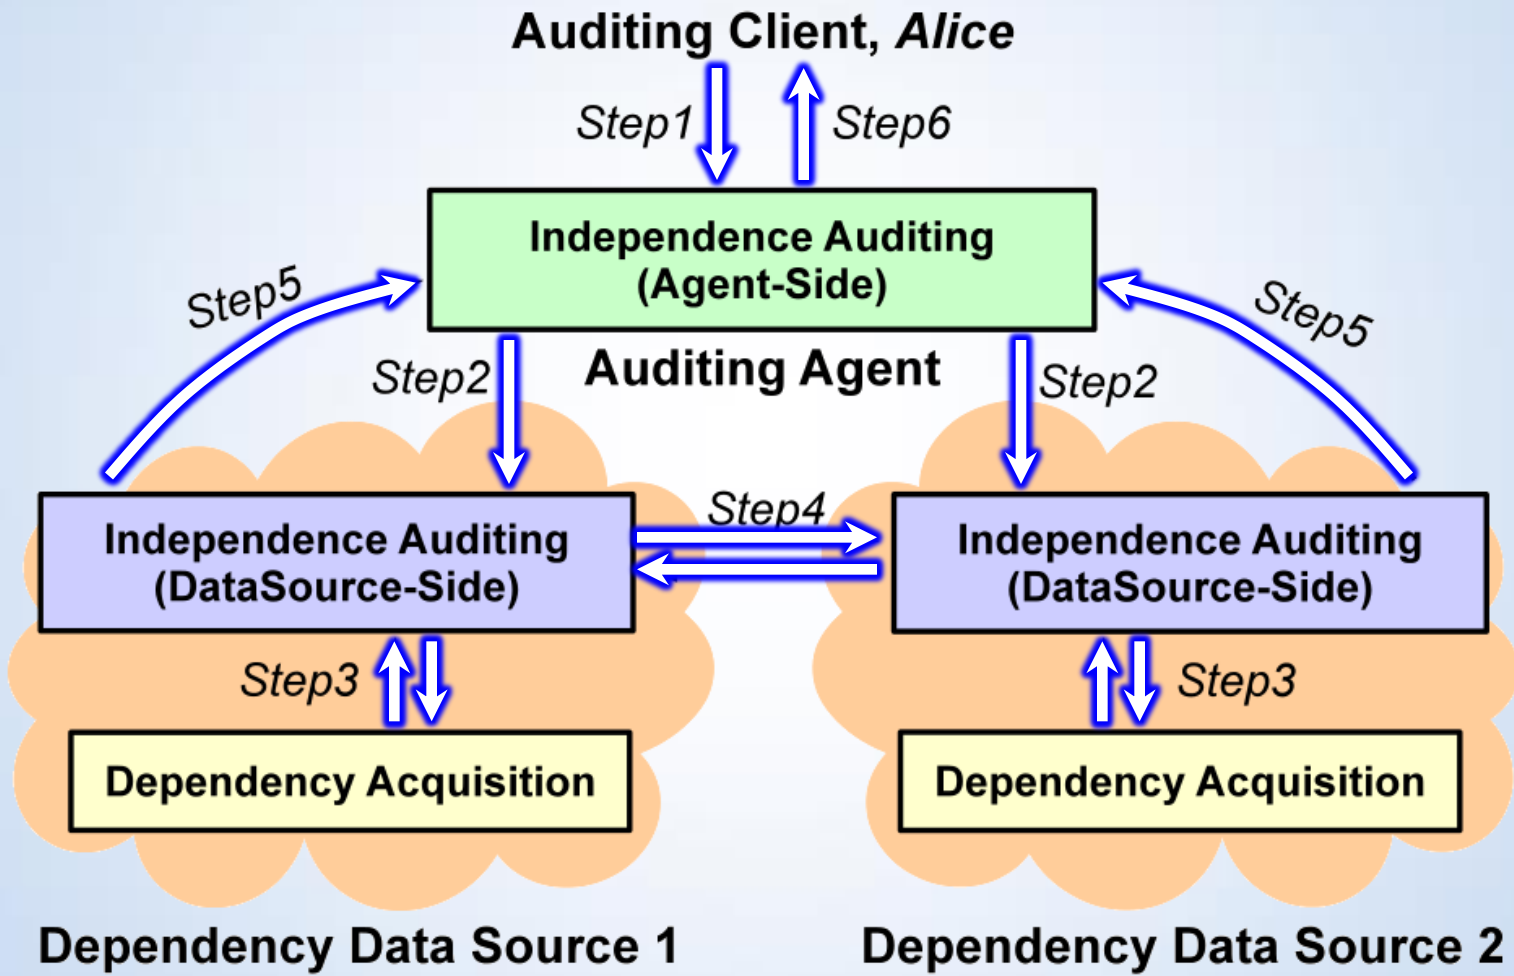 Auditing Client, Alice
Step1
Step6
Independence Auditing
(Agent-Side)
Step5
Step5
Step2
Auditing Agent
Step2
Independence Auditing
(DataSource-Side)
Step4
Independence Auditing
(DataSource-Side)
Step3
Step3
Dependency Acquisition
Dependency Acquisition
Dependency Data Source 1
Dependency Data Source 2